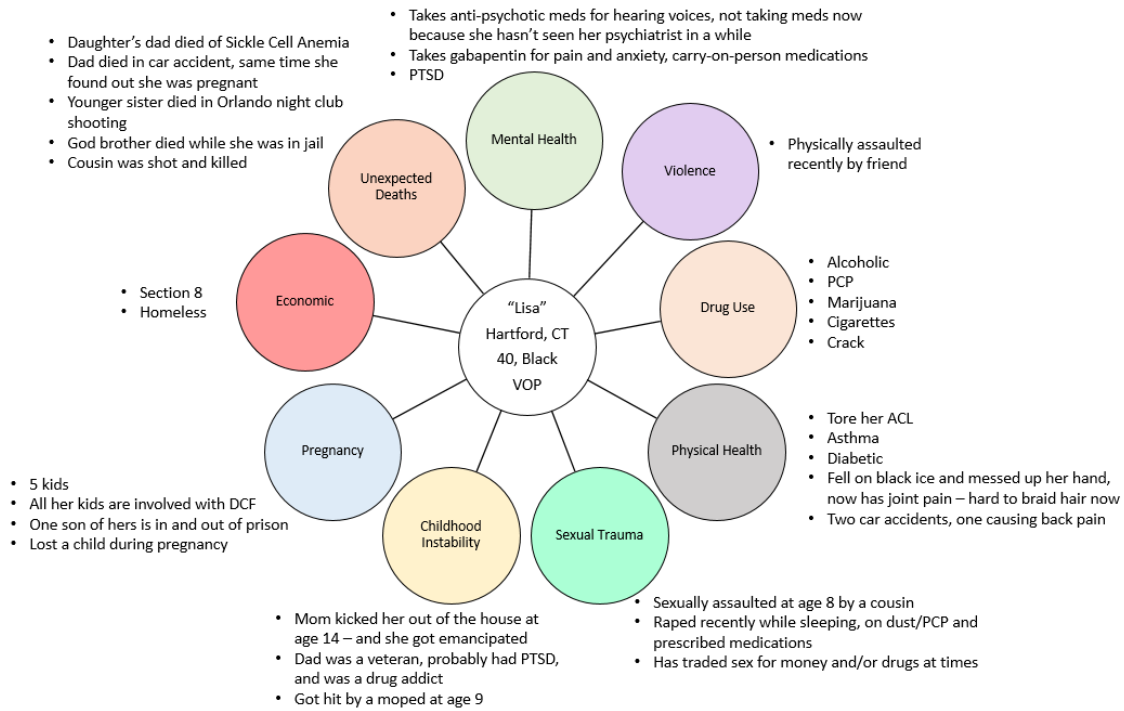 • Takes anti-psychotic meds for hearing voices, not taking meds now
because she hasn't seen her psychiatrist in a while
• Takes gabapentin for pain and anxiety, carry-on-person medications
• PTSD
Mental Health
• Daughter's dad died of Sickle Cell Anemia
• Dad died in car accident, same time she
found out she was pregnant
• Younger sister died in Orlando night club
shooting
• God brother died while she was in jail
• Cousin was shot and killed
Unexpected
Deaths
Violence
• Physically assaulted
recently by friend
• Section 8
• Homeless
Economic
“Lisa”
Hartford, CT
40, Black
VOP
Drug Use
• Alcoholic
• PCP
• Marijuana
• Cigarettes
• Crack
Pregnancy
• 5 kids
• All her kids are involved with DCF
• One son of hers is in and out of prison
• Lost a child during pregnancy
Physical Health
• Tore her ACL
• Asthma
• Diabetic
• Fell on black ice and messed up her hand,
now has joint pain – hard to braid hair now
• Two car accidents, one causing back pain
Childhood
Instability
• Mom kicked her out of the house at
age 14 – and she got emancipated
• Dad was a veteran, probably had PTSD,
and was a drug addict
• Got hit by a moped at age 9
Sexual Trauma
• Sexually assaulted at age 8 by a cousin
• Raped recently while sleeping, on dust/PCP and
prescribed medications
• Has traded sex for money and/or drugs at times